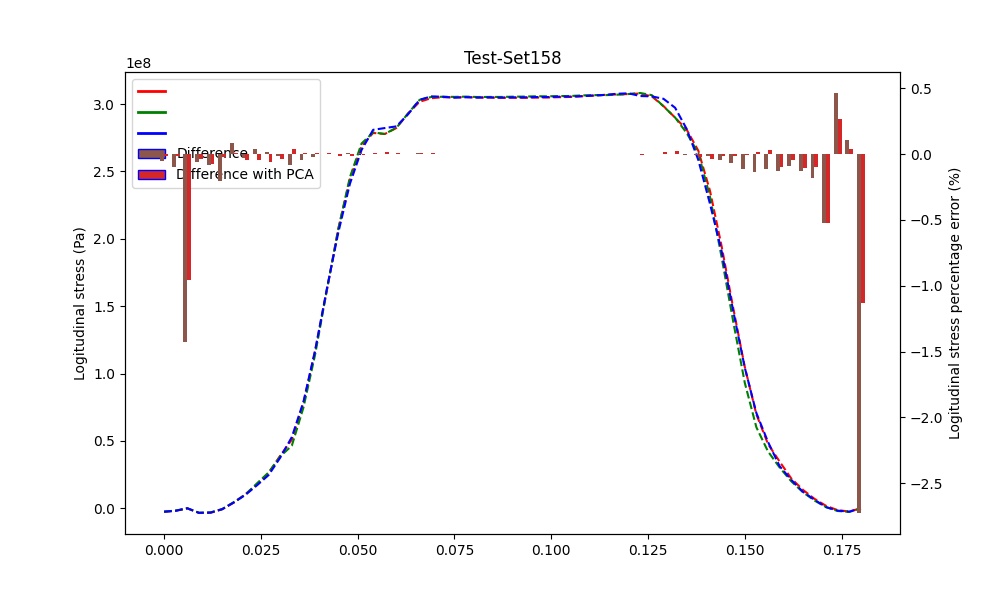 Test-Set158
1e8
Difference
Difference with PCA
3.0
2.5
2.0
1.5
1.0
0.5
0.0
Logitudinal stress (Pa)
0.5
0.0
−0.5
−1.0
−1.5
−2.0
−2.5
Logitudinal stress percentage error (%)
0.000 0.025 0.050 0.075 0.100 0.125 0.150 0.175